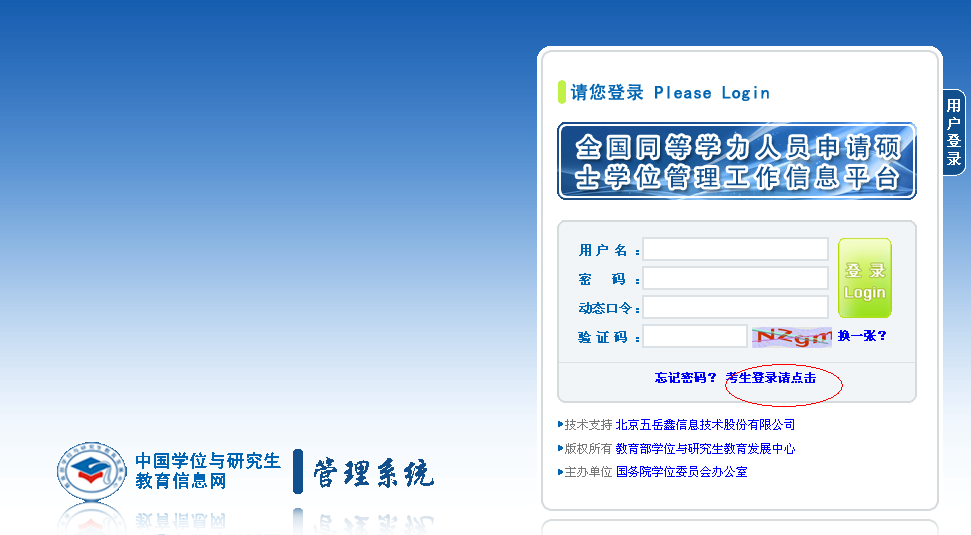 请您登录 Please Login
用户登录
全国同等学力人员申请硕
士学位管理工作信息平台
用户名：
密 码：
登录
Login
动态口令：
验证码：
NZgm
换一张？
忘记密码？ 考生登录请点击
技术支持 北京五岳鑫信息技术股份有限公司
版权所有 教育部学位与研究生教育发展中心
主办单位 国务院学位委员会办公室
中国学位与研究生
教育信息网
管理系统